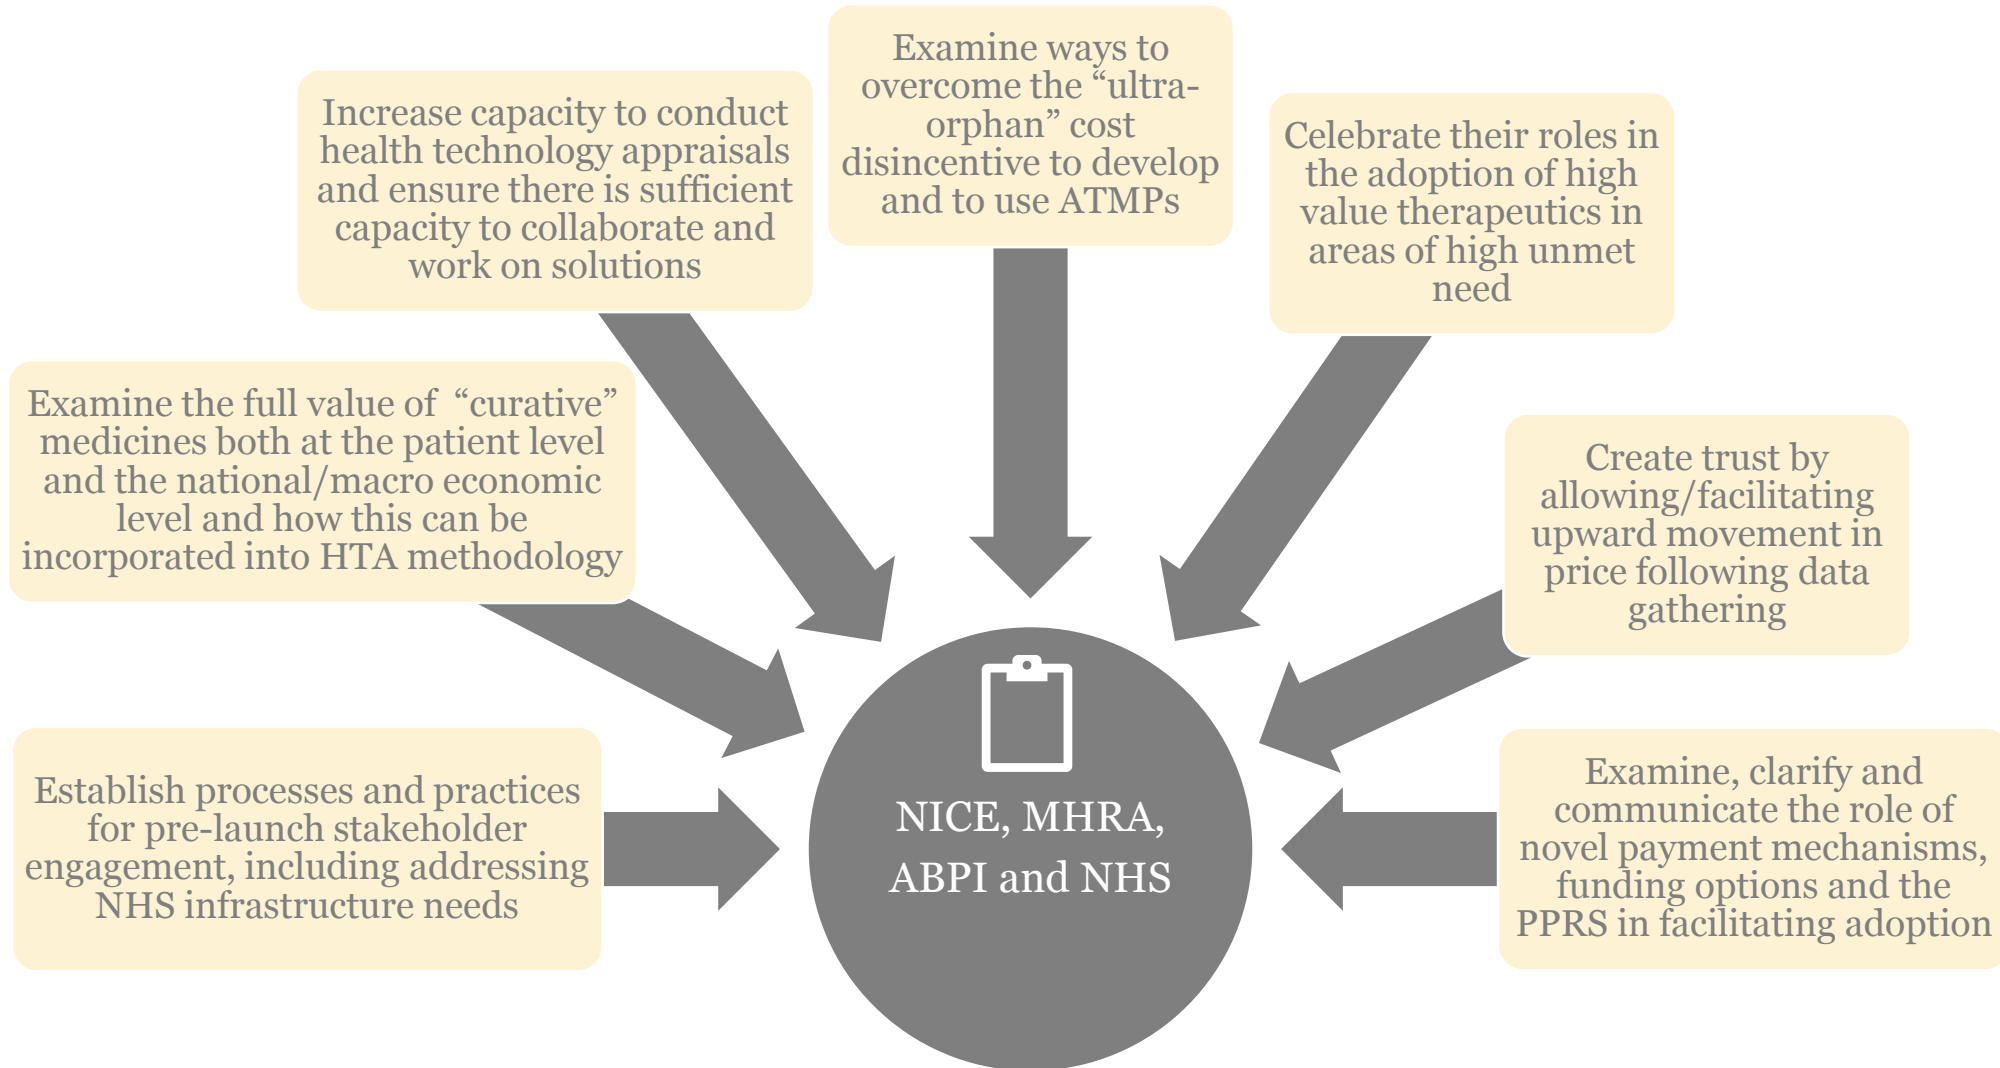 Examine ways to
overcome the “ultra-
orphan” cost
disincentive to develop
and to use ATMPs
Increase capacity to conduct
health technology appraisals
and ensure there is sufficient
capacity to collaborate and
work on solutions
Celebrate their roles in
the adoption of high
value therapeutics in
areas of high unmet
need
Examine the full value of “curative”
medicines both at the patient level
and the national/macro economic
level and how this can be
incorporated into HTA methodology
Create trust by
allowing/facilitating
upward movement in
price following data
gathering
Establish processes and practices
for pre-launch stakeholder
engagement, including addressing
NHS infrastructure needs
NICE, MHRA,
ABPI and NHS
Examine, clarify and
communicate the role of
novel payment mechanisms,
funding options and the
PPRS in facilitating adoption